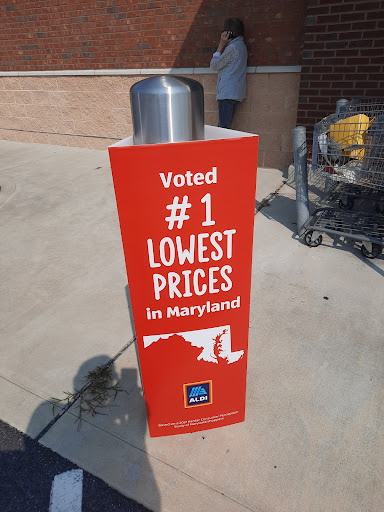 Voted
# 1
LOWEST
PRICES
in Maryland
ALDI